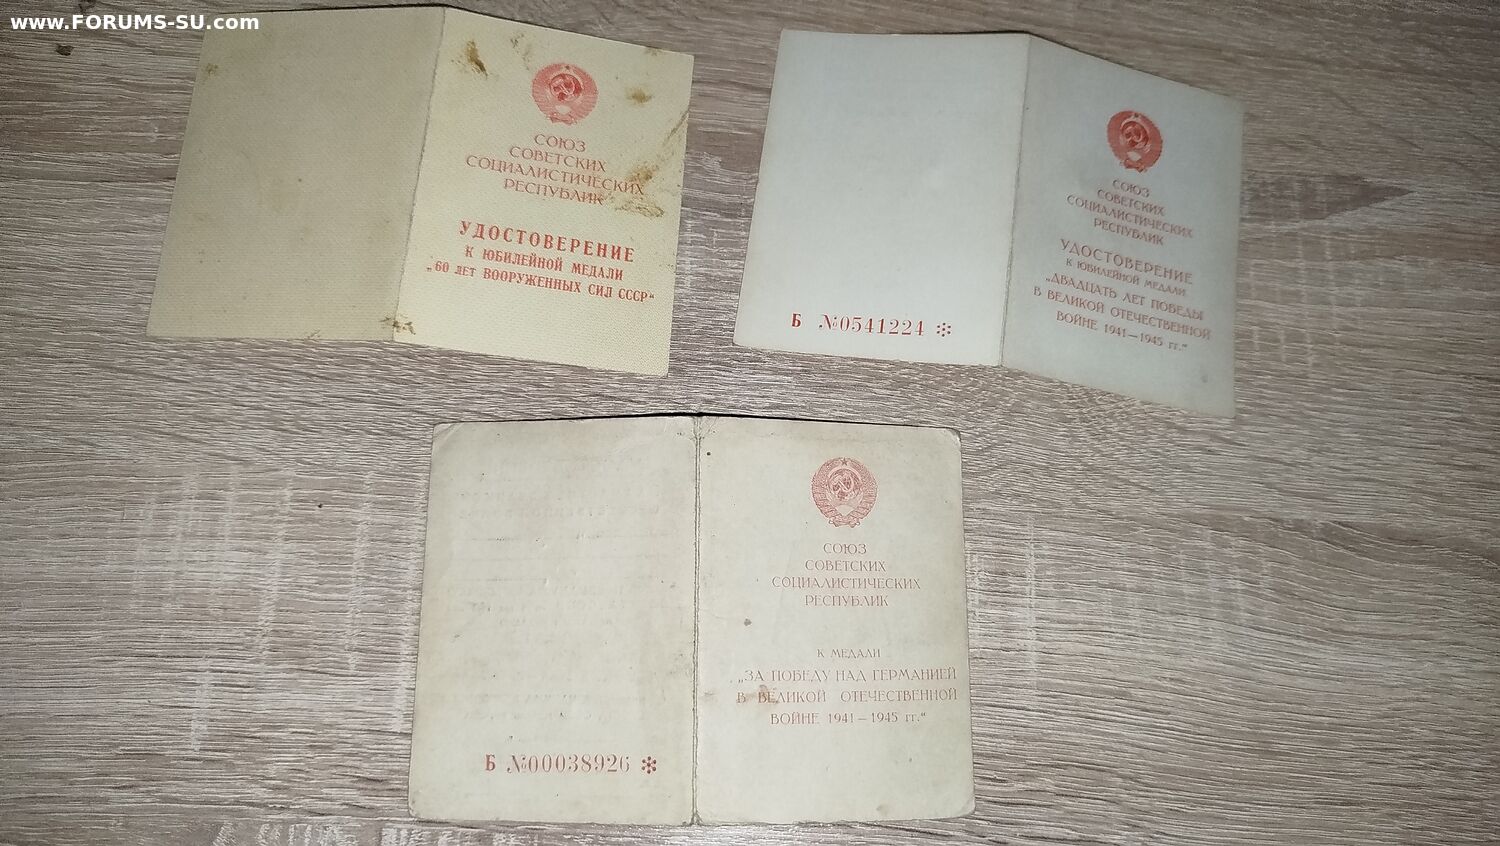 www.FORUMS-SU.com
СОЮЗ
СОВЕТСКИХ
СОЦИАЛИСТИЧЕСКИХ
РЕСПУБЛИК
УДОСТОВЕРЕНИЕ
К ЮБИЛЕЙНОЙ МЕДАЛИ
„60 ЛЕТ ВООРУЖЕННЫХ СИЛ СССР“
Б №0541224
СОЮЗ
СОВЕТСКИХ
СОЦИАЛИСТИЧЕСКИХ
РЕСПУБЛИК
УДОСТОВЕРЕНИЕ
К ЮБИЛЕЙНОЙ МЕДАЛИ
„ДВАДЦАТЬ ЛЕТ ПОБЕДЫ
В ВЕЛИКОЙ ОТЕЧЕСТВЕННОЙ
ВОЙНЕ 1941—1945 гг.“
Б №00038926
СОЮЗ
СОВЕТСКИХ
СОЦИАЛИСТИЧЕСКИХ
РЕСПУБЛИК
К МЕДАЛИ
„ЗА ПОБЕДУ НАД ГЕРМАНИЕЙ
В ВЕЛИКОЙ ОТЕЧЕСТВЕННОЙ
ВОЙНЕ 1941—1945 гг.“